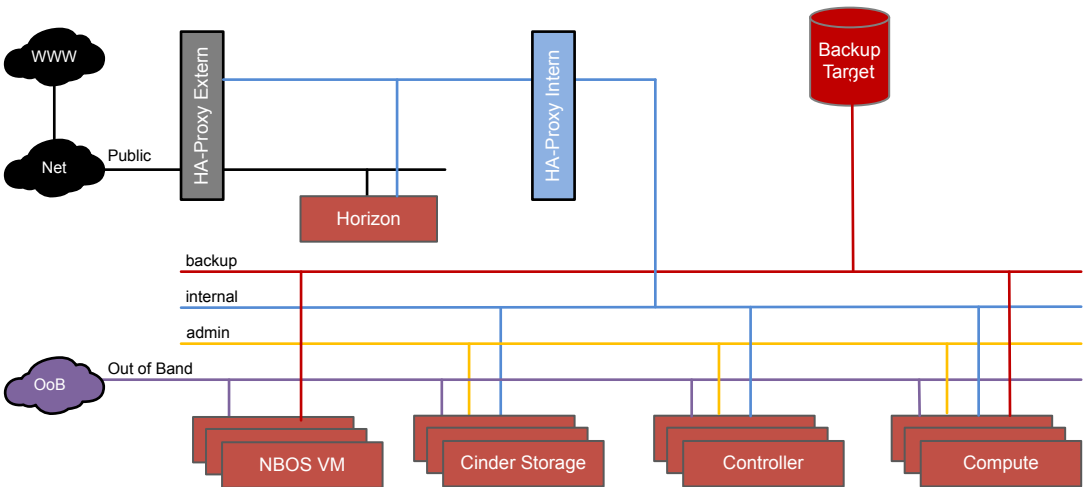 WWW
HA-Proxy Extern
HA-Proxy Intern
Backup
Target
Net
Public
Horizon
backup
internal
admin
Out of Band
OoB
NBOS VM
Cinder Storage
Controller
Compute